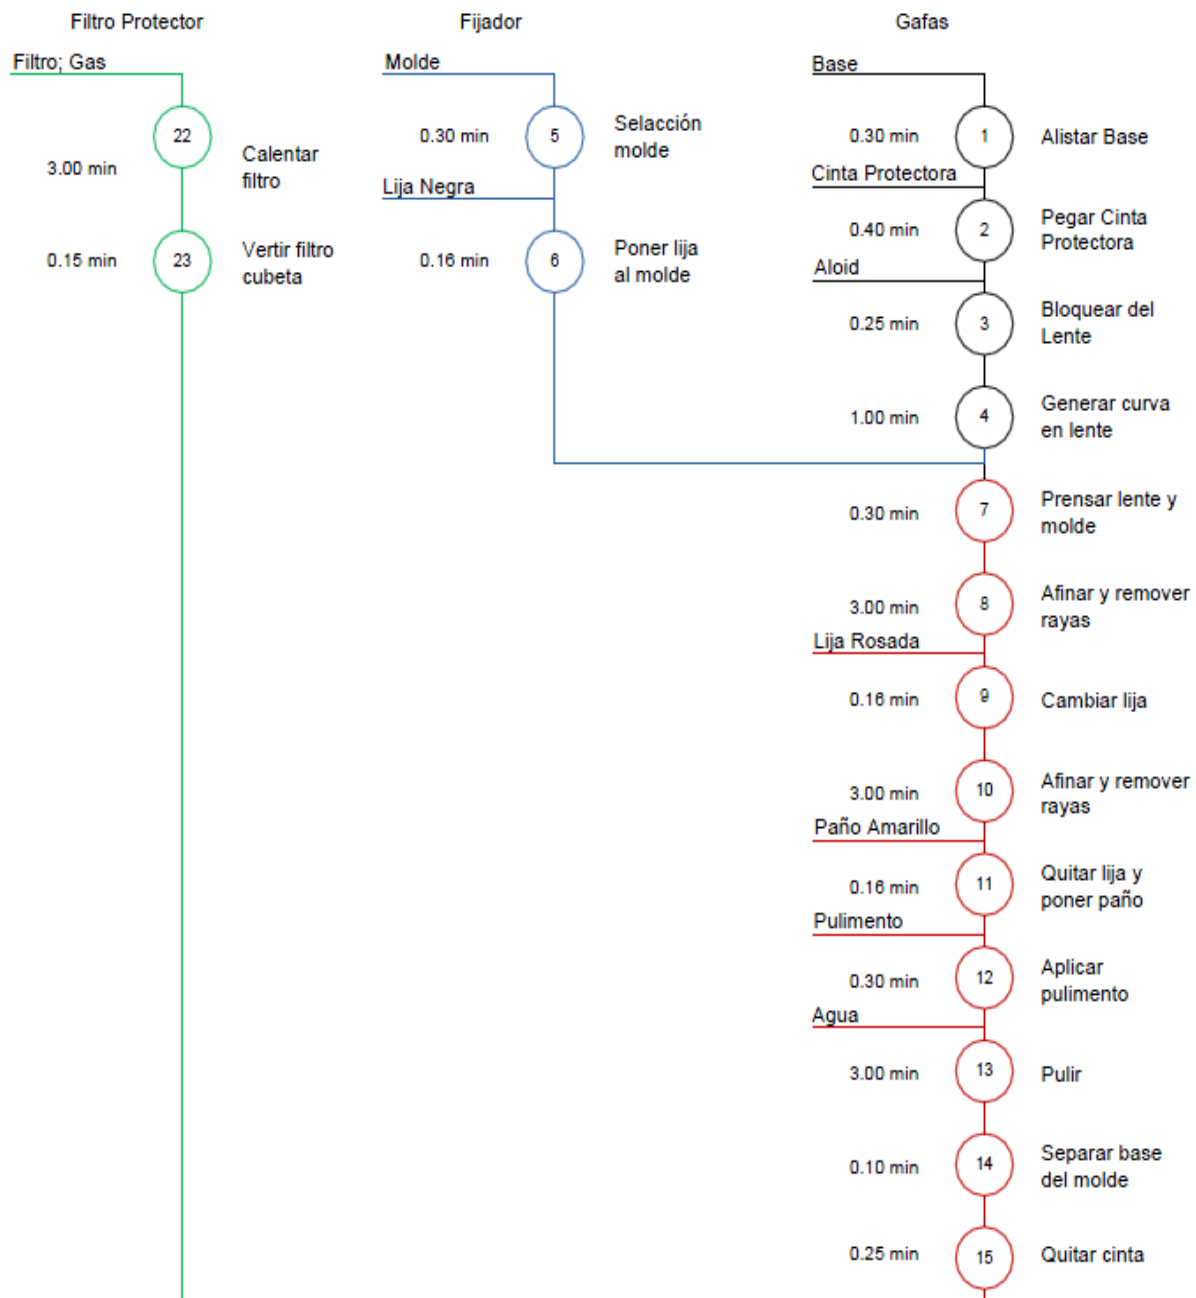 Filtro Protector
Fijador
Gafas
Filtro; Gas
Molde
Base
22
3.00 min
Calentar
filtro
0.30 min
5
Selacción
molde
0.30 min
1
Alistar Base
Lija Negra
Cinta Protectora
0.15 min
23
Vertir filtro
cubeta
0.16 min
6
Poner lija
al molde
0.40 min
2
Pegar Cinta
Protectora
Aloid
0.25 min
3
Bloquear del
Lente
1.00 min
4
Generar curva
en lente
0.30 min
7
Prensar lente y
molde
3.00 min
8
Afinar y remover
rayas
Lija Rosada
0.16 min
9
Cambiar lija
3.00 min
10
Afinar y remover
rayas
Paño Amarillo
0.16 min
11
Quitar lija y
poner paño
Pulimento
0.30 min
12
Aplicar
pulimento
Agua
3.00 min
13
Pulir
0.10 min
14
Separar base
del molde
0.25 min
15
Quitar cinta